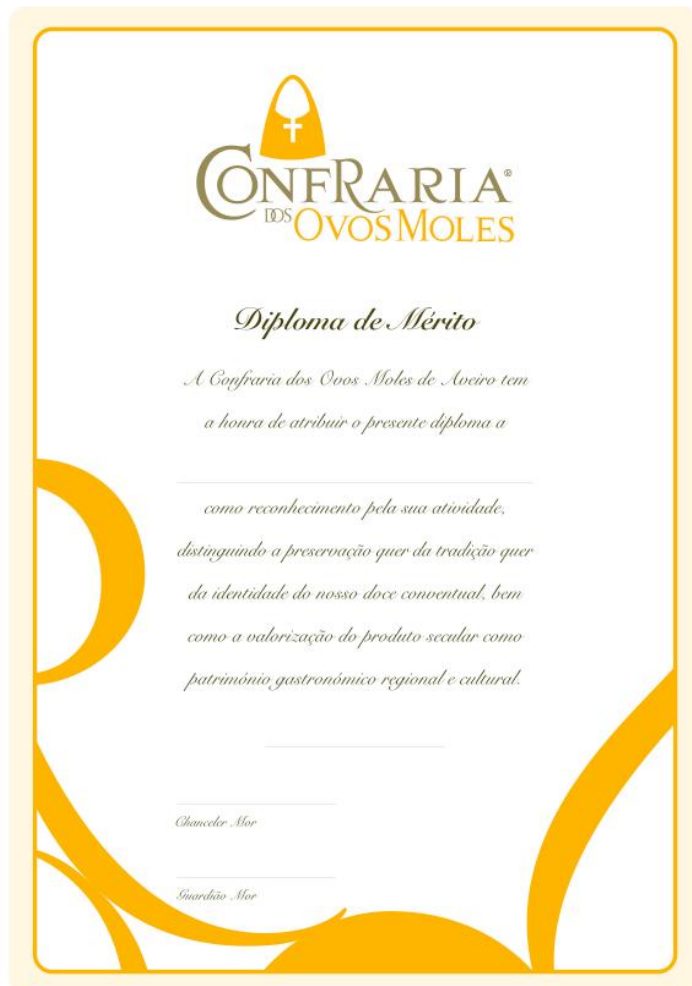 CONFRARIA®
DOS OVOS MOLES
Diploma de Mérito
A Confraria dos Ovos Moles de Aveiro tem
a honra de atribuir o presente diploma a
como reconhecimento pela sua atividade,
distinguindo a preservação quer da tradição quer
da identidade do nosso doce conventual, bem
como a valorização do produto secular como
património gastronómico regional e cultural.
Chanceler Mor
Guardião Mor